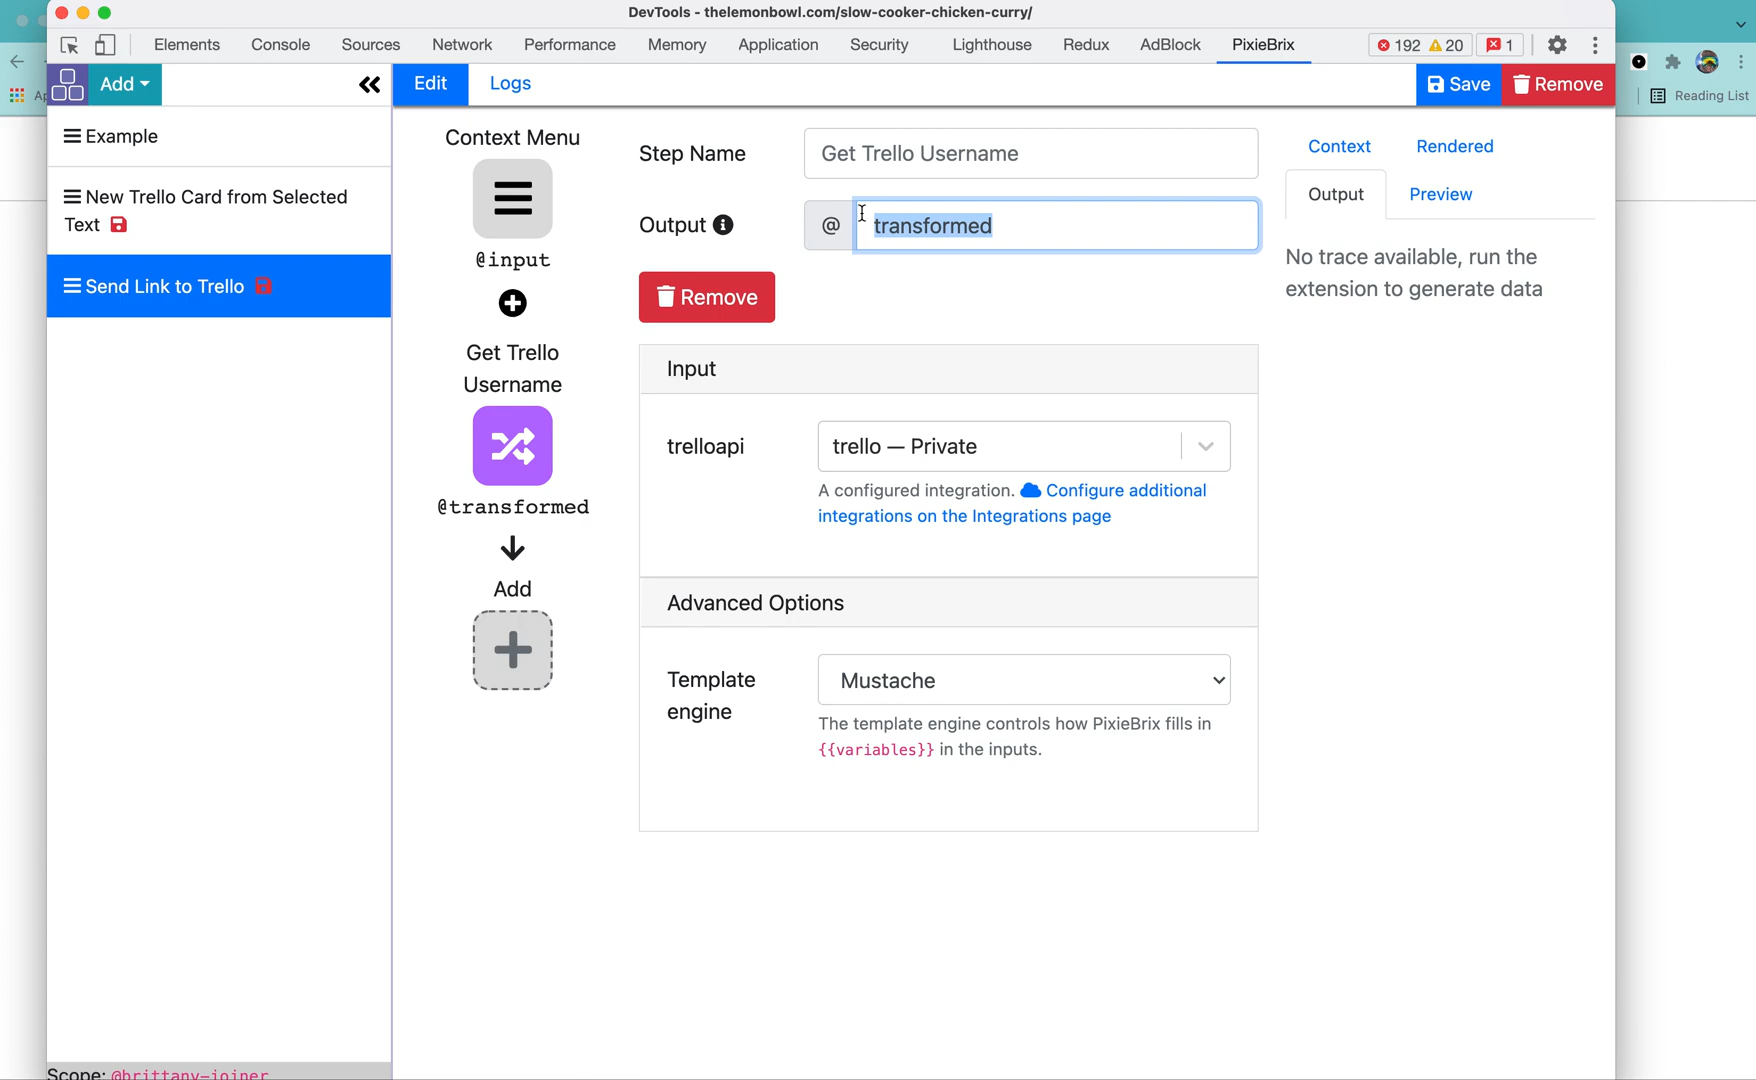 DevTools - thelemonbowl.com/slow-cooker-chicken-curry/
Elements
Console
Sources
Network
Performance
Memory
Application
Security
Lighthouse
Redux
AdBlock
PixieBrix
192
20
1
Add
Edit
Logs
Save
Remove
Reading List
Example
New Trello Card from Selected
Text
Send Link to Trello
Context Menu
@input
Get Trello
Username
@transformed
Add
Step Name
Get Trello Username
Output
@
transformed
Remove
Input
trelloapi
trello — Private
A configured integration. Configure additional
integrations on the Integrations page
Advanced Options
Template
engine
Mustache
The template engine controls how PixieBrix fills in
{{variables}} in the inputs.
Context
Rendered
Output
Preview
No trace available, run the
extension to generate data
Scope: @brittany-joiner